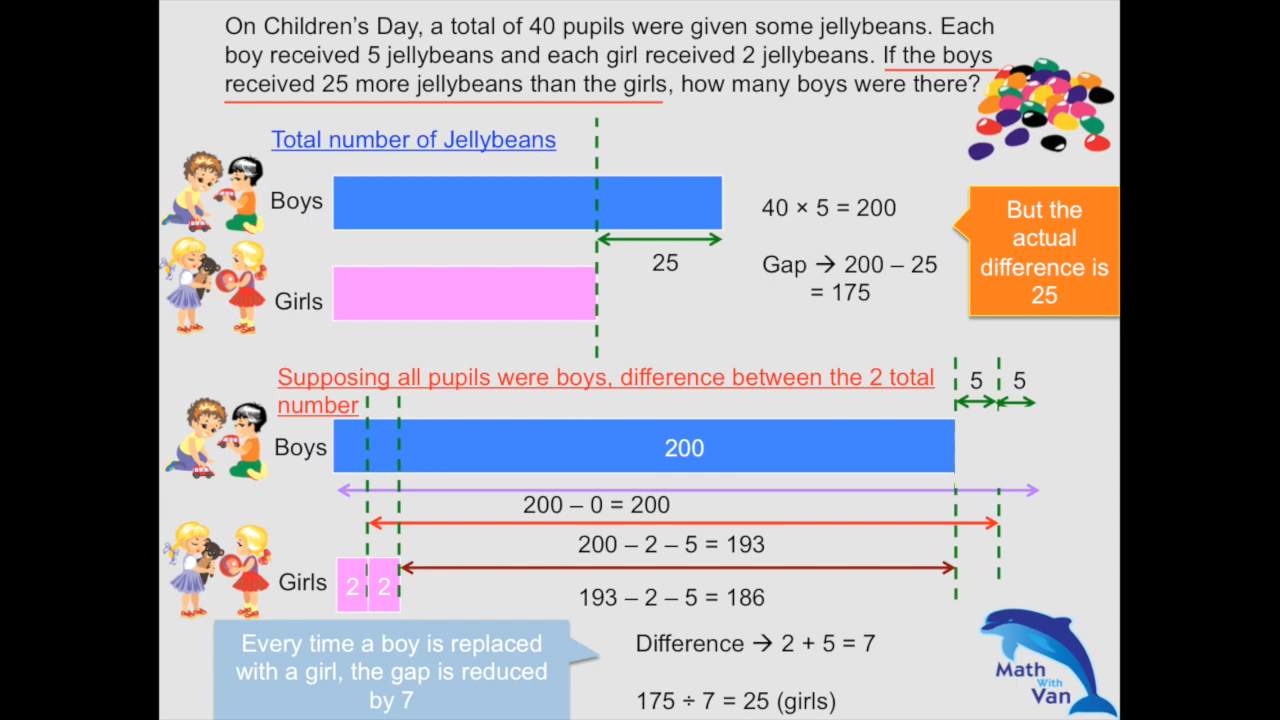 On Children’s Day, a total of 40 pupils were given some jellybeans. Each
boy received 5 jellybeans and each girl received 2 jellybeans. If the boys
received 25 more jellybeans than the girls, how many boys were there?
Total number of Jellybeans
Boys
25
Girls
40 × 5 = 200
Gap → 200 – 25
= 175
But the
actual
difference is
25
Supposing all pupils were boys, difference between the 2 total
number
5 5
Boys
200
200 – 0 = 200
200 – 2 – 5 = 193
Girls
2 2
193 – 2 – 5 = 186
Every time a boy is replaced
with a girl, the gap is reduced
by 7
Difference → 2 + 5 = 7
175 ÷ 7 = 25 (girls)
Math
With
Van